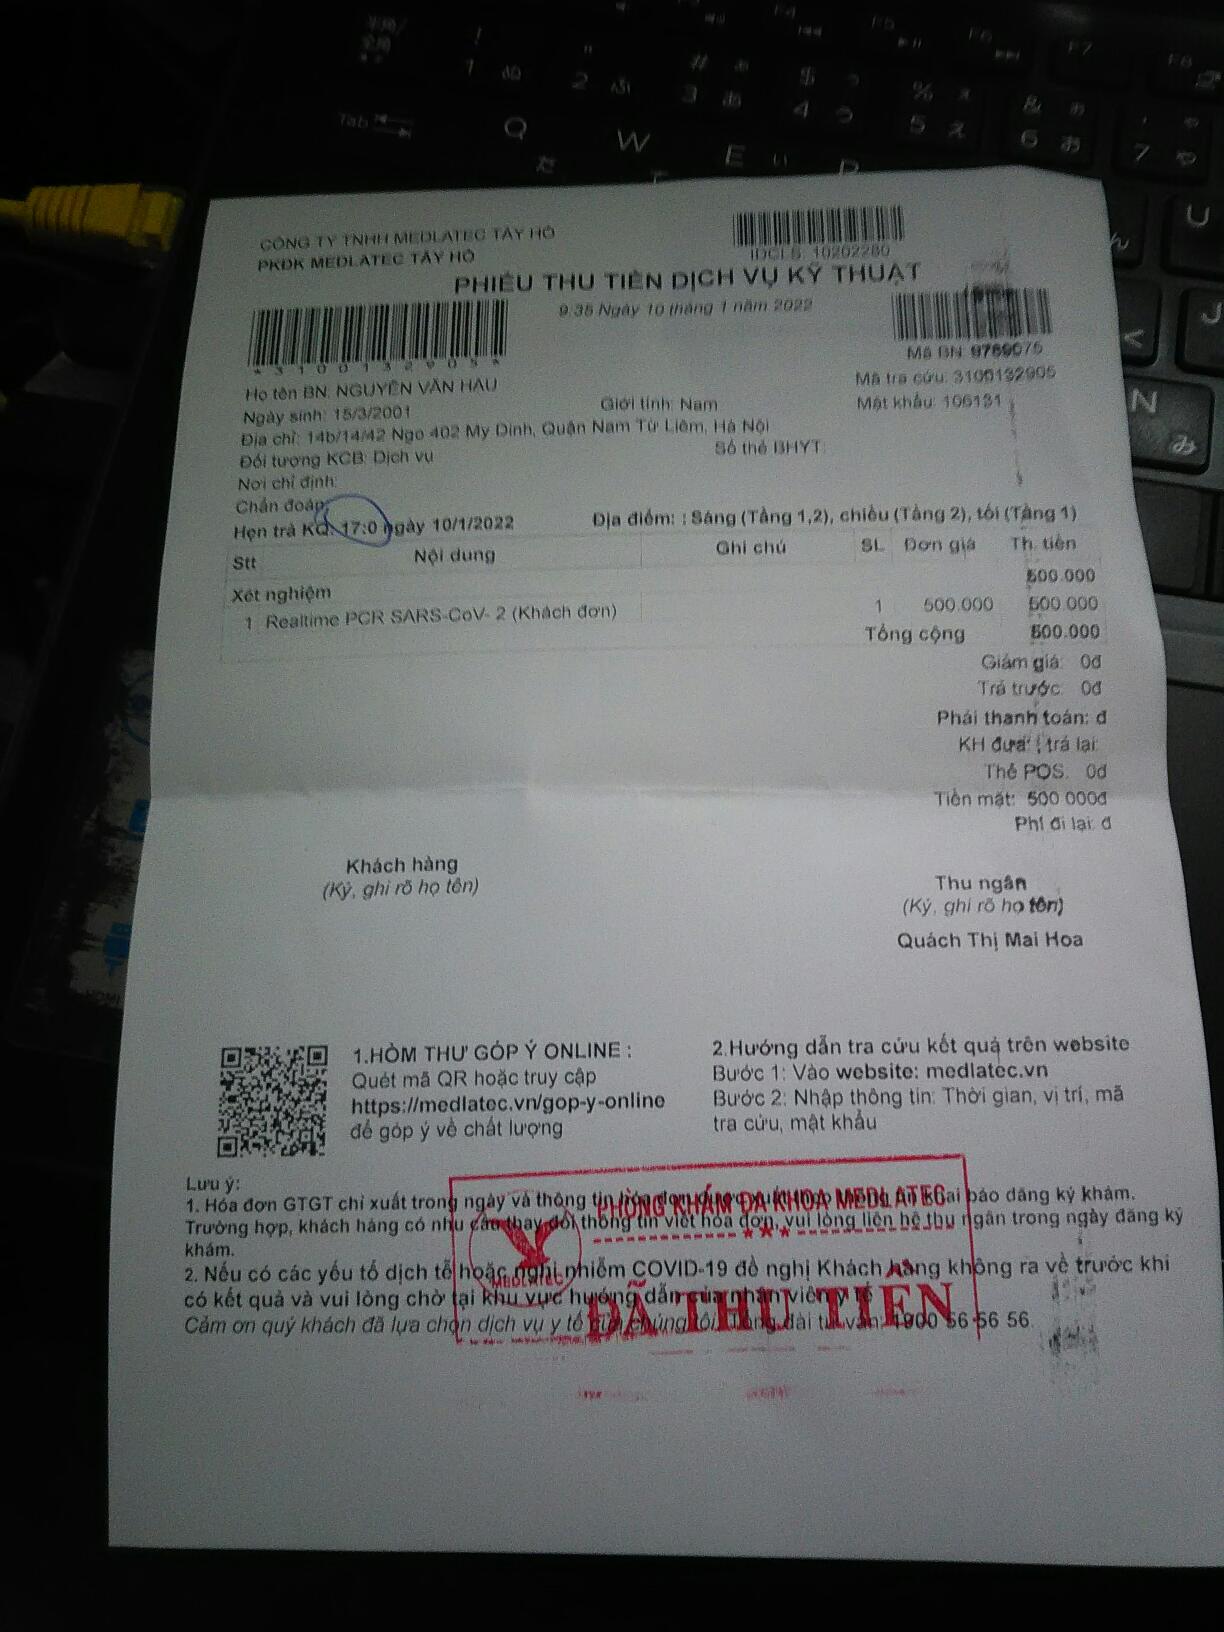 CÔNG TY TNHH MEDLATEC TÂY HỒ
PKĐK MEDLATEC TÂY HỒ
IDCLS: 10202280
PHIẾU THU TIỀN DỊCH VỤ KỸ THUẬT
9:35 Ngày 10 tháng 1 năm 2022
*3100132905*
Mã BN: 9769075
Họ tên BN: NGUYỄN VĂN HẬU
Mã tra cứu: 3100132905
Ngày sinh: 15/3/2001
Giới tính: Nam
Mật khẩu: 106131
Địa chỉ: 14b/14/42 Ngo 402 My Dinh, Quận Nam Từ Liêm, Hà Nội
Đối tượng KCB: Dịch vụ
Số thẻ BHYT:
Nơi chỉ định:
Chẩn đoán:
Hẹn trả KQ: 17:0 ngày 10/1/2022
Địa điểm: : Sáng (Tầng 1,2), chiều (Tầng 2), tối (Tầng 1)
Stt Nội dung Ghi chú SL Đơn giá Th. tiền
Xét nghiệm 500.000
1 Realtime PCR SARS-CoV- 2 (Khách đơn) 1 500.000 500.000
Tổng cộng 500.000
Giảm giá: 0đ
Trả trước: 0đ
Phải thanh toán: đ
KH đưa: ; trả lại:
Thẻ POS: 0đ
Tiền mặt: 500.000đ
Phí đi lại: đ
Khách hàng
(Ký, ghi rõ họ tên)
Thu ngân
(Ký, ghi rõ họ tên)
Quách Thị Mai Hoa
1.HÒM THƯ GÓP Ý ONLINE :
Quét mã QR hoặc truy cập
https://medlatec.vn/gop-y-online
để góp ý về chất lượng
2.Hướng dẫn tra cứu kết quả trên website
Bước 1: Vào website: medlatec.vn
Bước 2: Nhập thông tin: Thời gian, vị trí, mã
tra cứu, mật khẩu
Lưu ý:
1. Hóa đơn GTGT chỉ xuất trong ngày và thông tin hóa đơn khai báo đăng ký khám.
Trường hợp, khách hàng có nhu cầu thay đổi thông tin viết hóa đơn, vui lòng liên hệ thu ngân trong ngày đăng ký
khám.
2. Nếu có các yếu tố dịch tễ hoặc nghi nhiễm COVID-19 đề nghị Khách hàng không ra về trước khi
có kết quả và vui lòng chờ tại khu vực hướng dẫn của nhân viên y tế
Cảm ơn quý khách đã lựa chọn dịch vụ y tế của chúng tôi. Tổng đài tư vấn: 1900 56 56 56.
PHÒNG KHÁM ĐA KHOA MEDLATEC
MEDLATEC
ĐÃ THU TIỀN
Tab
Q
W
E
1
2
3
4
5
6
7
F4
F5
F6
F7
F8
U
J
N